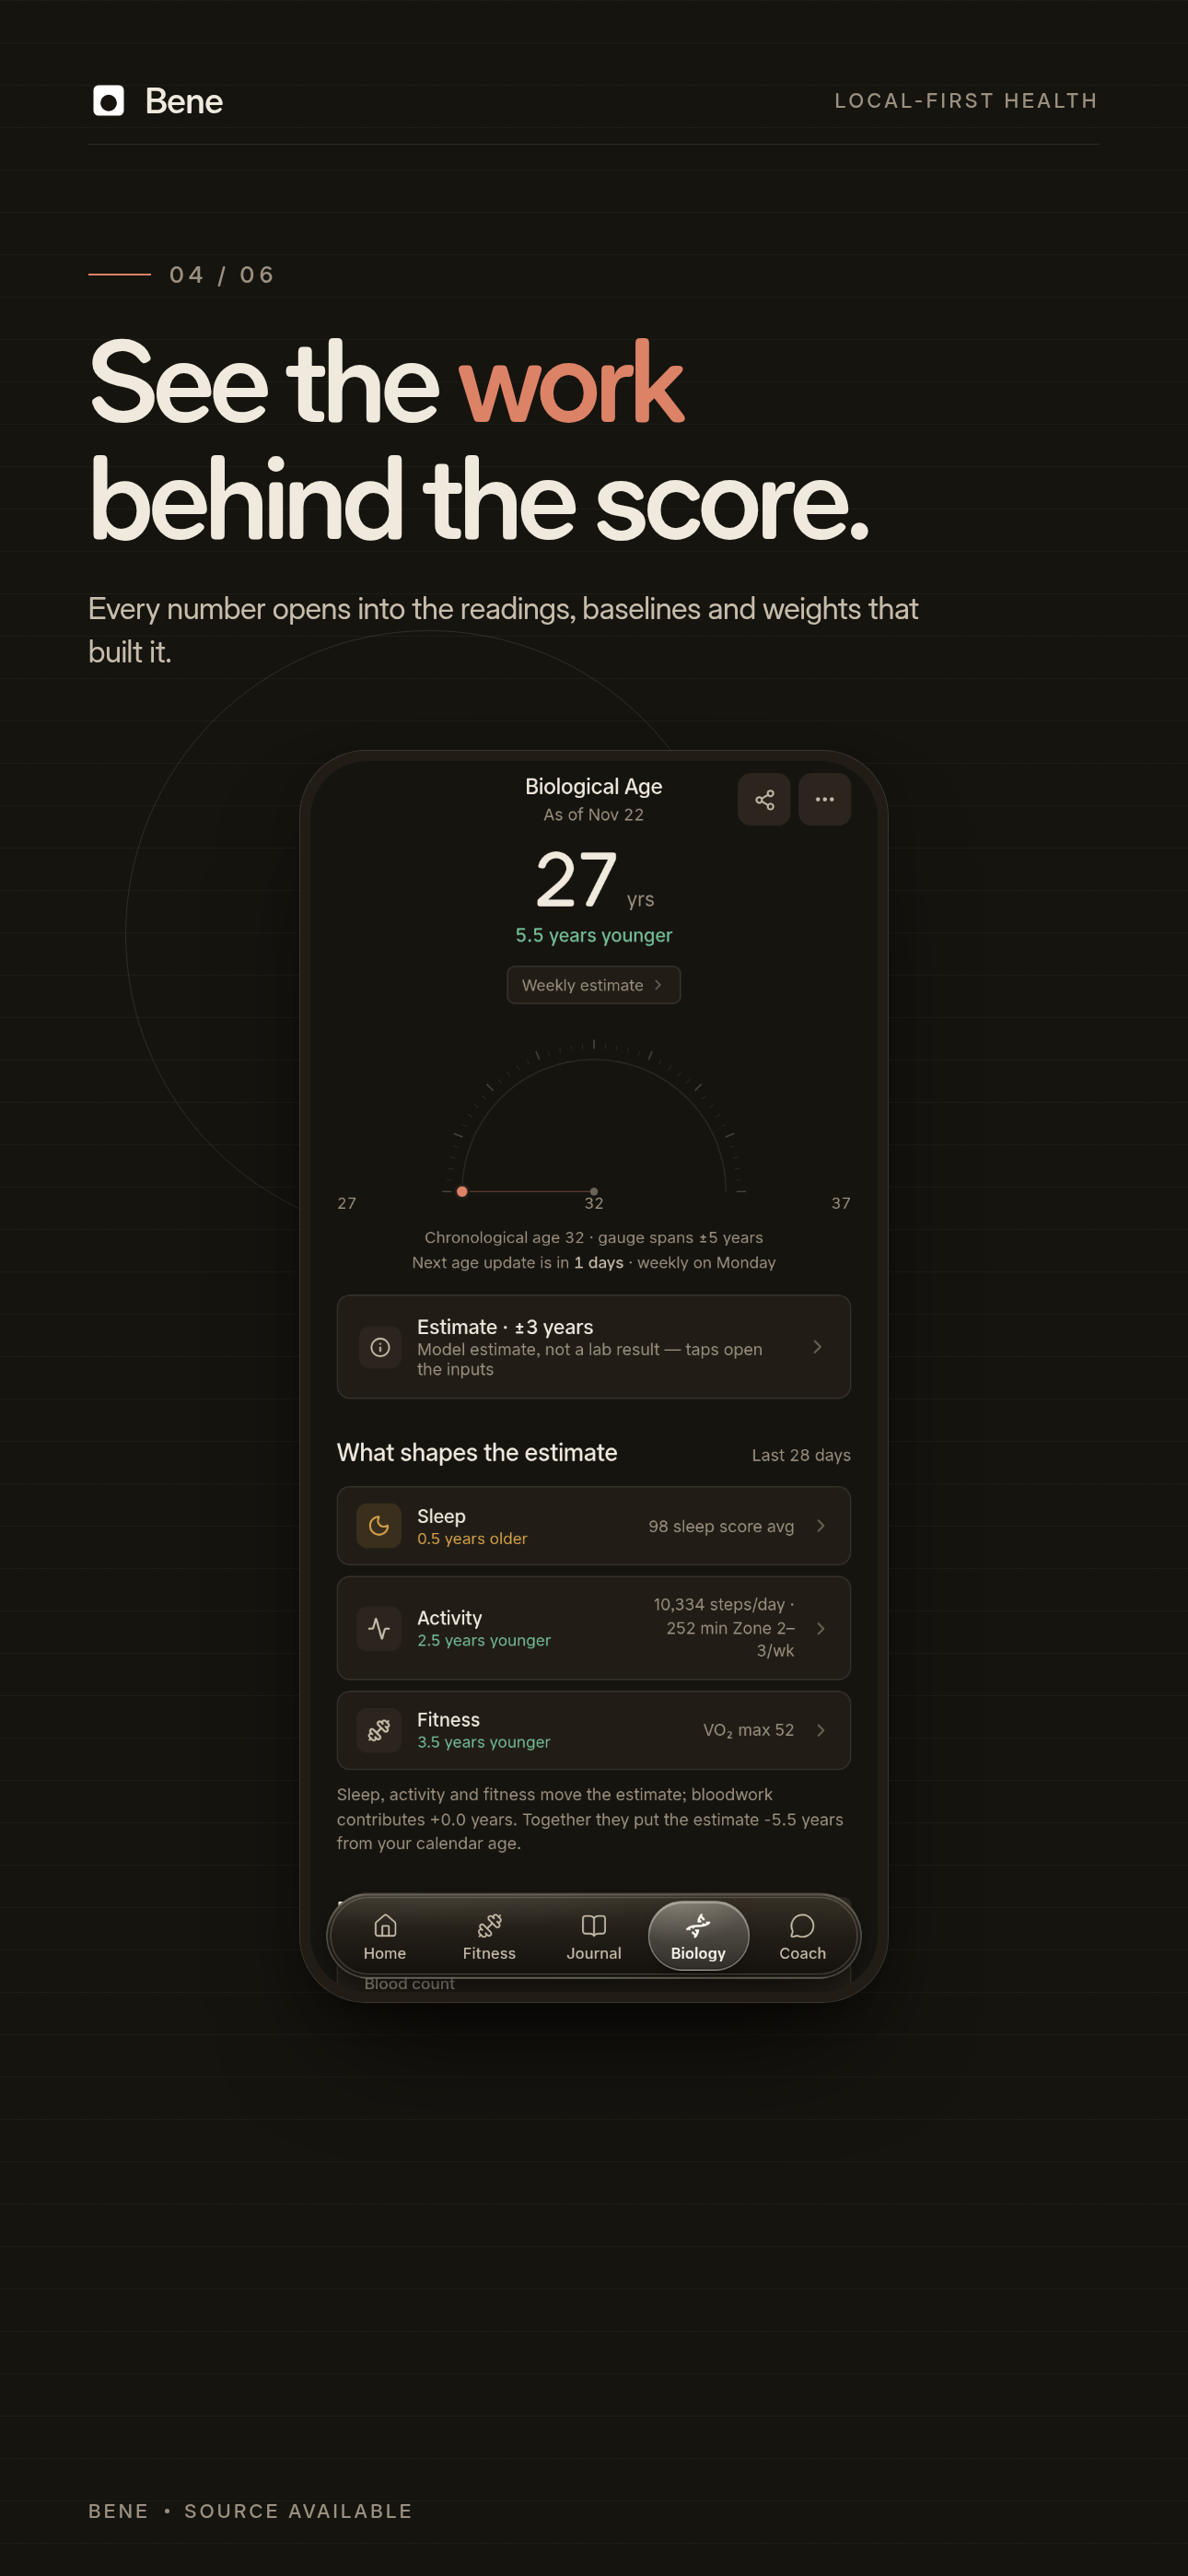 Bene
LOCAL-FIRST HEALTH
04 / 06
See the work
behind the score.
Every number opens into the readings, baselines and weights that
built it.
Biological Age
As of Nov 22
27 yrs
5.5 years younger
Weekly estimate
27
32
37
Chronological age 32 · gauge spans ±5 years
Next age update is in 1 days · weekly on Monday
Estimate · ±3 years
Model estimate, not a lab result — taps open
the inputs
What shapes the estimate
Last 28 days
Sleep
0.5 years older
98 sleep score avg
Activity
2.5 years younger
10,334 steps/day ·
252 min Zone 2–
3/wk
Fitness
3.5 years younger
VO₂ max 52
Sleep, activity and fitness move the estimate; bloodwork
contributes +0.0 years. Together they put the estimate -5.5 years
from your calendar age.
Home
Fitness
Journal
Biology
Coach
Blood count
BENE • SOURCE AVAILABLE